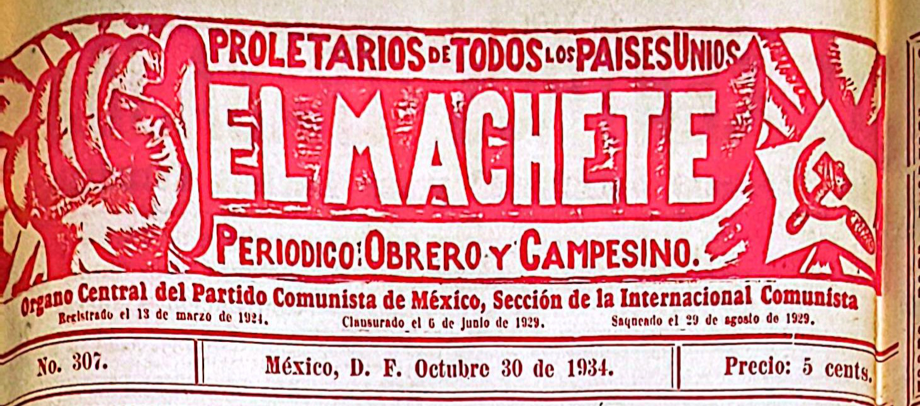 PROLETARIOS DE TODOS LOS PAISES UNIOS
EL MACHETE
PERIODICO: OBRERO Y CAMPESINO.
Organo Central del Partido Comunista de México, Sección de la Internacional Comunista
Registrado el 13 de marzo de 1924. Clausurado el 6 de Junio de 1929. Saqueado el 29 de agosto de 1929.
No. 307. México, D. F. Octubre 30 de 1934. Precio: 5 cents.